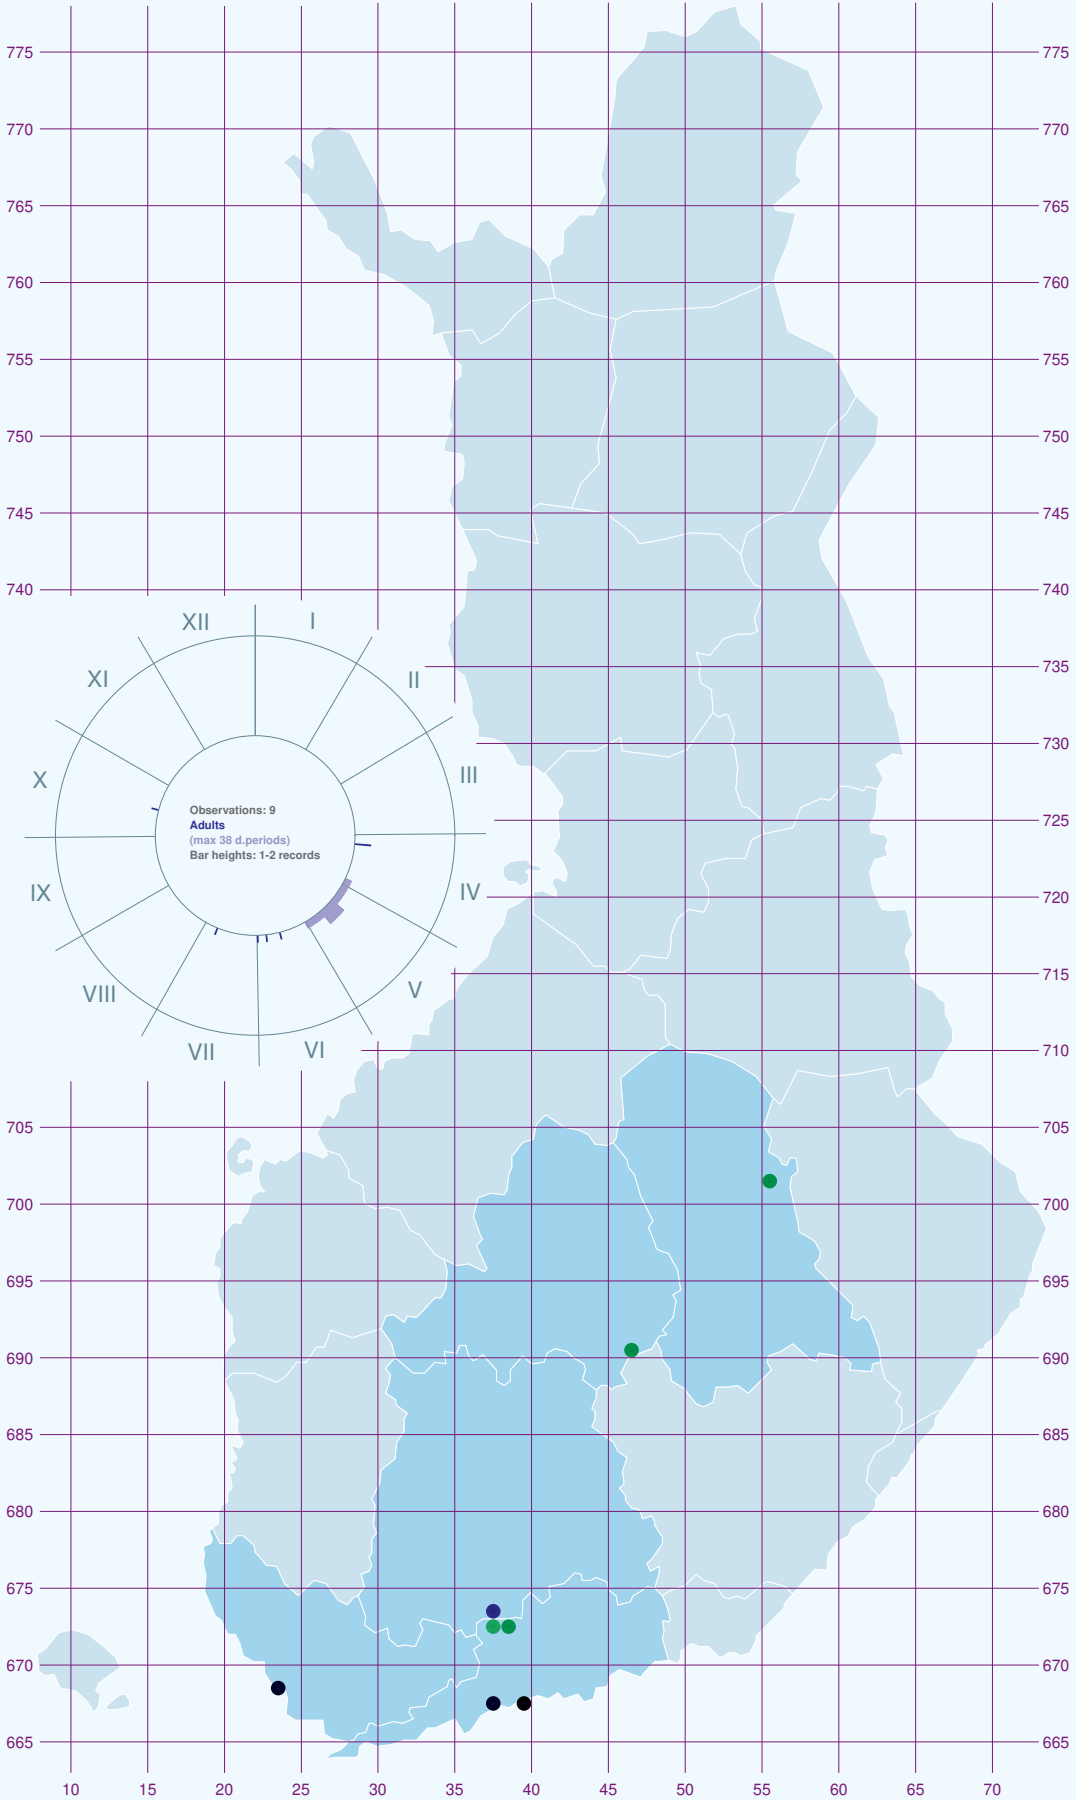 775 775
770 770
765 765
760 760
755 755
750 750
745 745
740 740
XII I
735
XI II
730
X III
Observations: 9
Adults
(max 38 d.periods)
Bar heights: 1-2 records
725
IX IV
720
VIII V
715
VII VI
710
705 705
700 700
695 695
690 690
685 685
680 680
675 675
670 670
665 665
10 15 20 25 30 35 40 45 50 55 60 65 70